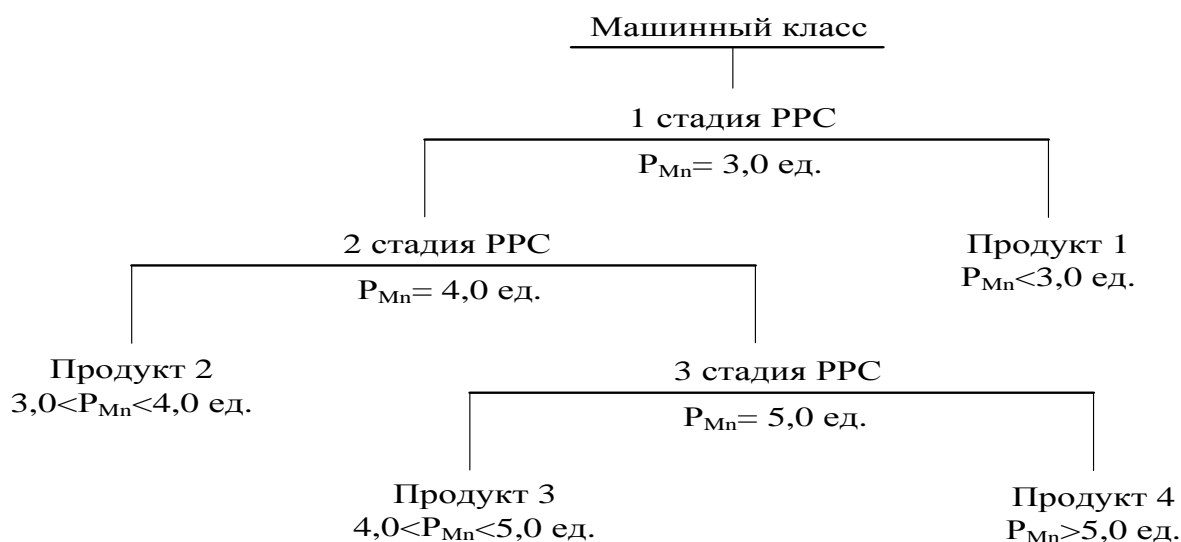 Машинный класс
1 стадия РРС
P_Mn= 3,0 ед.
2 стадия РРС
P_Mn= 4,0 ед.
Продукт 1
P_Mn<3,0 ед.
Продукт 2
3,0<P_Mn<4,0 ед.
3 стадия РРС
P_Mn= 5,0 ед.
Продукт 3
4,0<P_Mn<5,0 ед.
Продукт 4
P_Mn>5,0 ед.